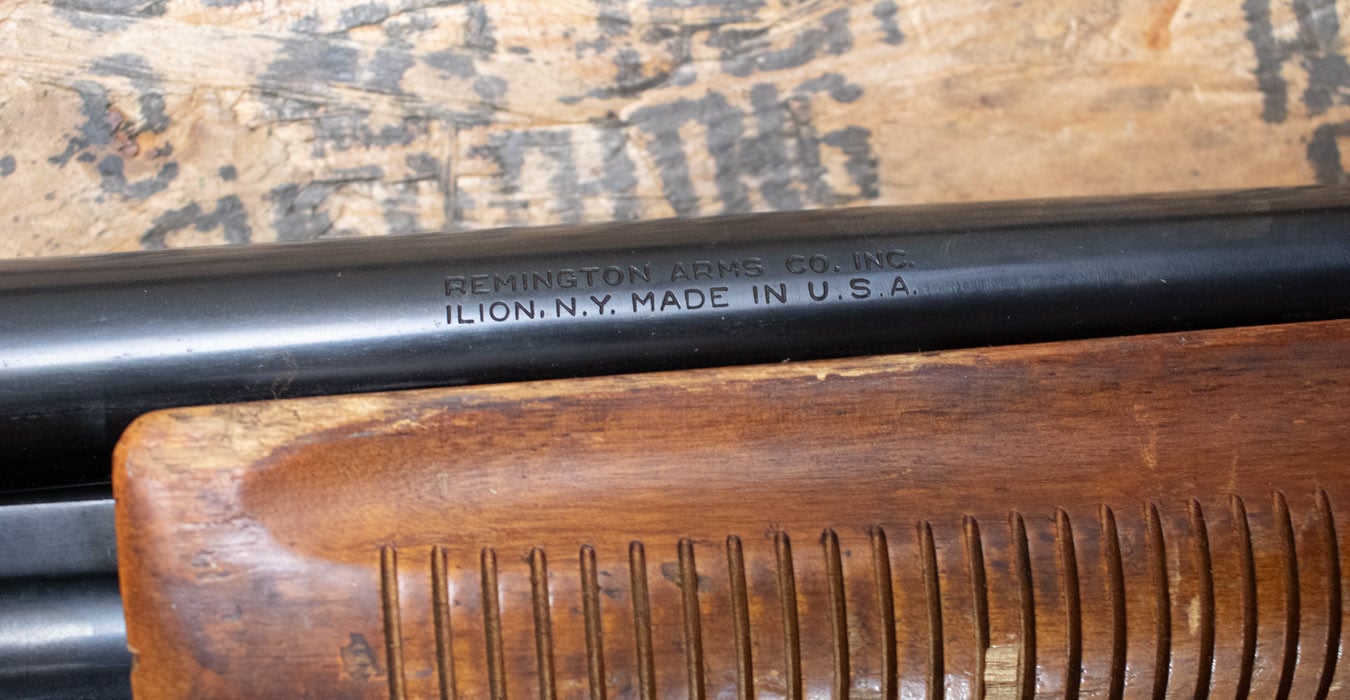 REMINGTON ARMS CO. INC.
ILION, N.Y. MADE IN U.S.A.